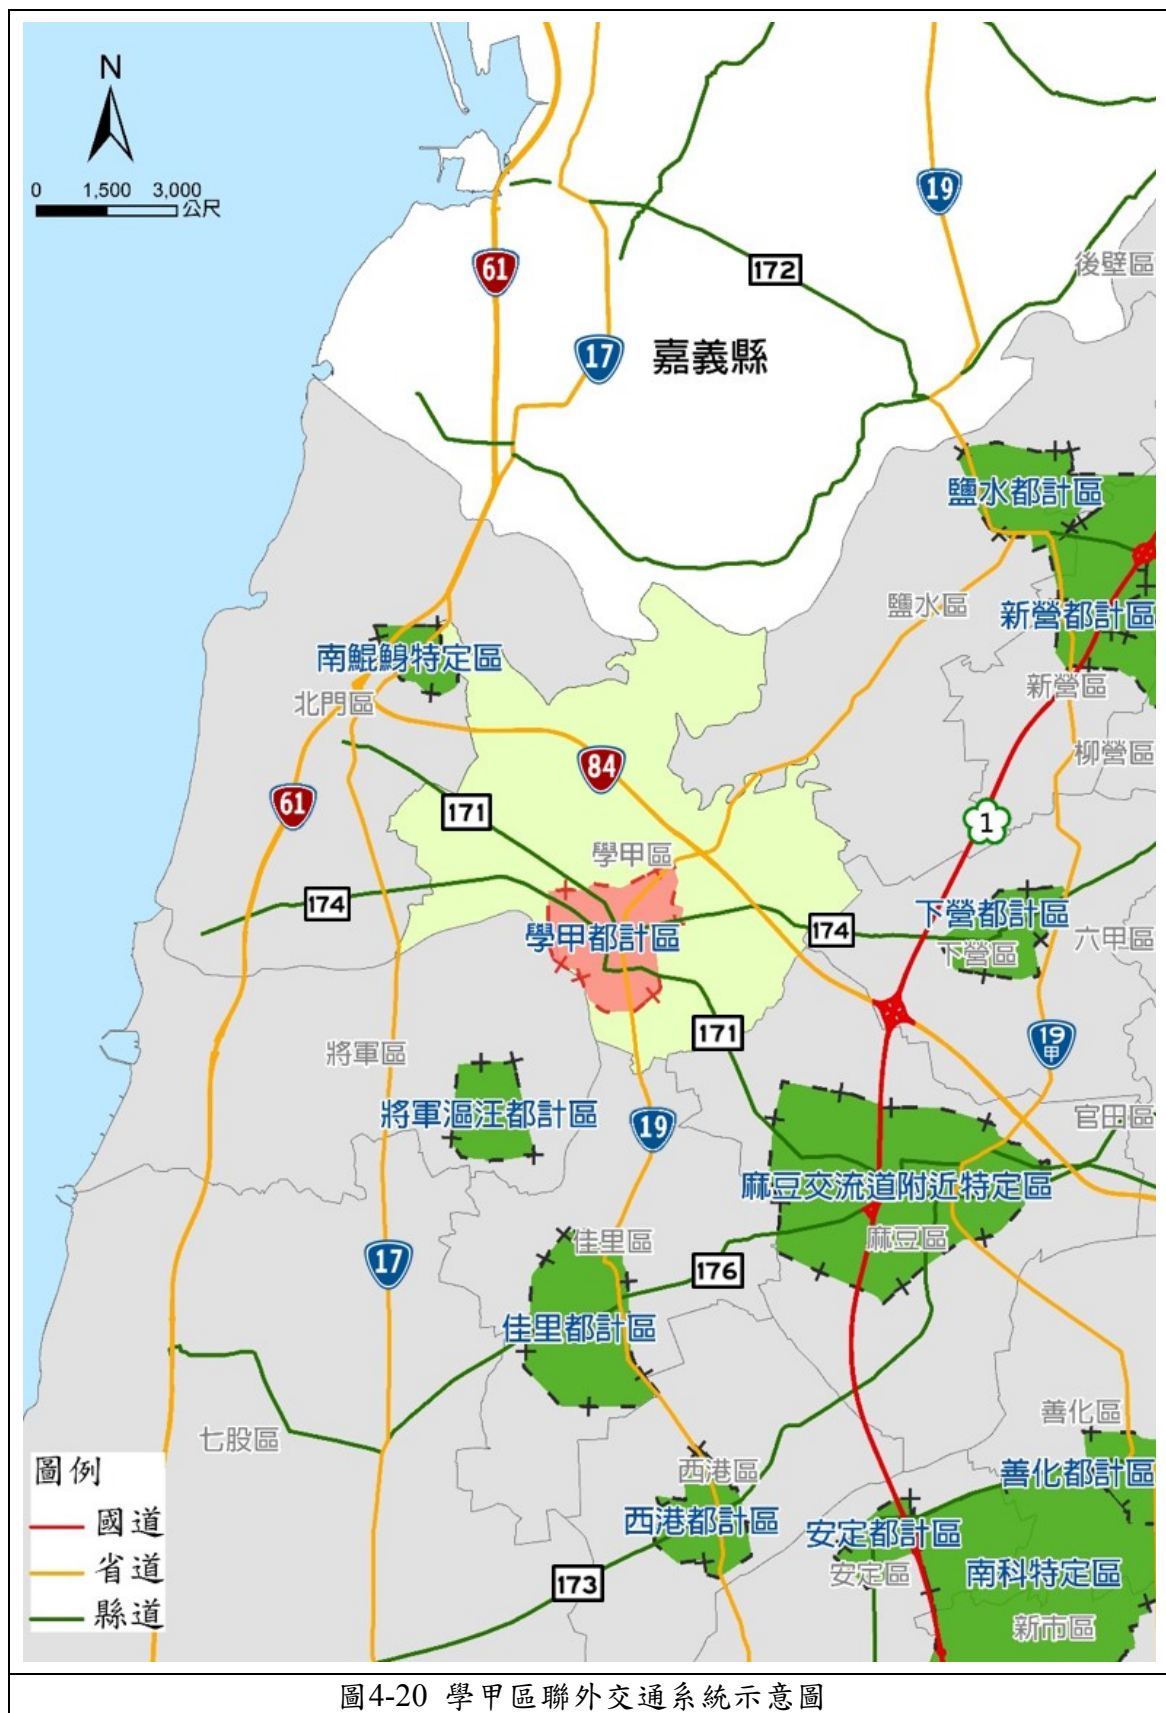 N
0 1,500 3,000
公尺
19
後壁區
61
172
17
嘉義縣
鹽水都計區
鹽水區
新營都計區
南鯤鯓特定區
新營區
北門區
柳營區
84
61
171
1
學甲區
174
下營都計區
174
學甲都計區
六甲區
下營區
171
19甲
將軍區
將軍漚汪都計區
19
官田區
麻豆交流道附近特定區
麻豆區
佳里區
17
176
佳里都計區
善化區
七股區
西港區
善化都計區
圖例
國道
省道
縣道
西港都計區
安定都計區
安定區
南科特定區
173
新市區
圖4-20 學甲區聯外交通系統示意圖